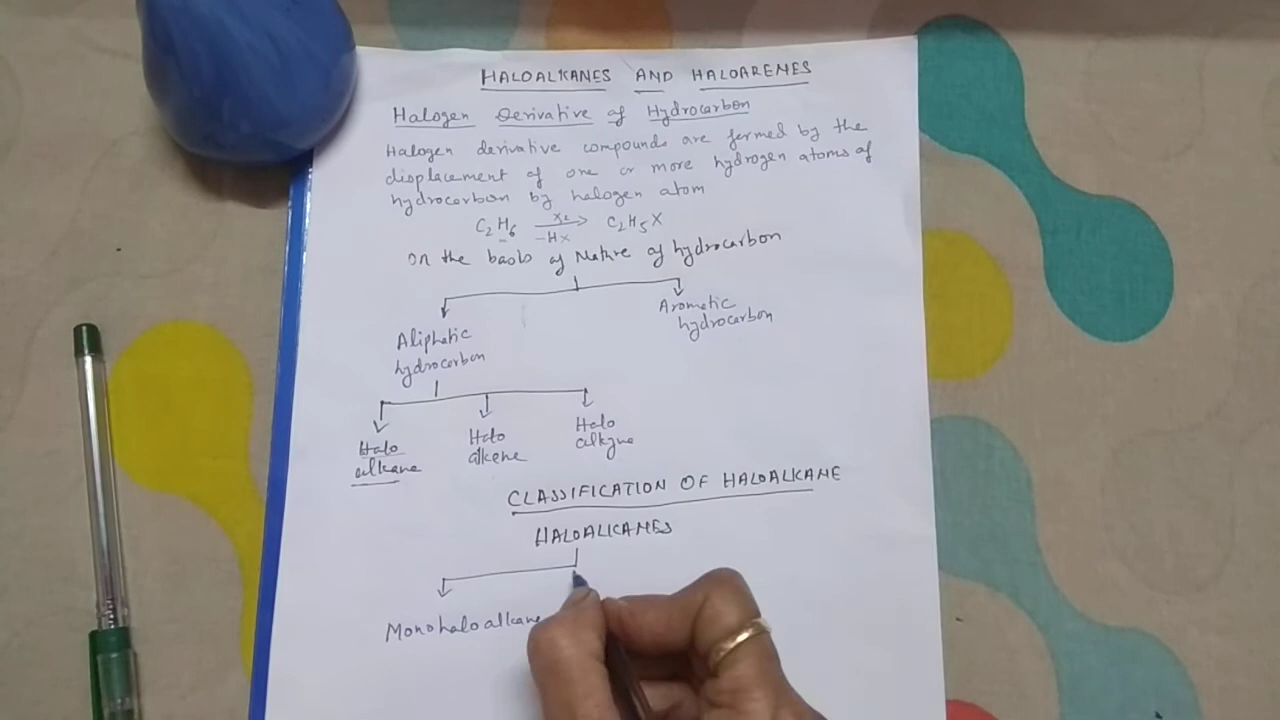 HALOALKANES AND HALOARENES
Halogen Derivative of Hydrocarbon
Halogen derivative compounds are formed by the
displacement of one or more hydrogen atoms of
hydrocarbon by halogen atom
C2H6 X2 -HX C2H5X
on the basis of Nature of hydrocarbon
Aliphatic
hydrocarbon
Aromatic
hydrocarbon
Halo
alkane
Halo
alkene
Halo
alkyne
CLASSIFICATION OF HALOALKANE
HALOALKANES
Monohaloalkane